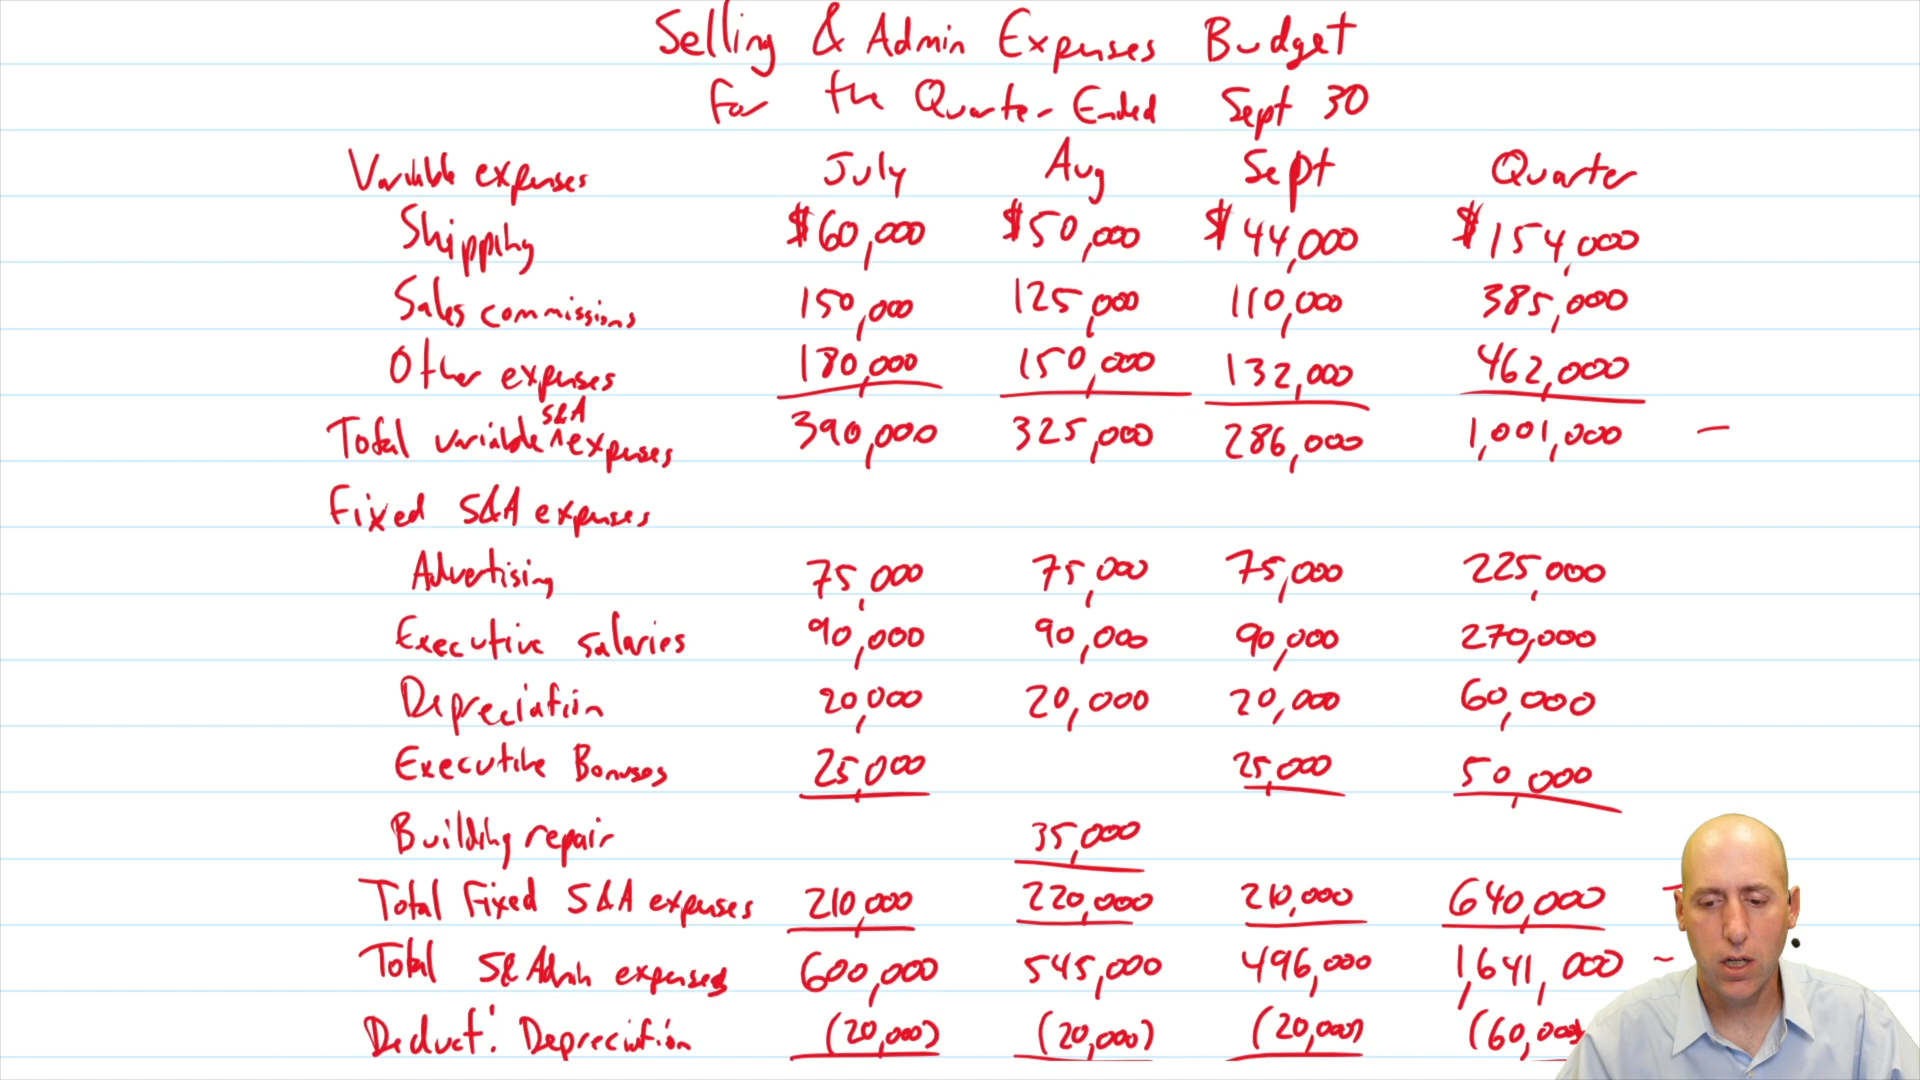 Selling & Admin Expenses Budget
For the Quarter Ended Sept 30
Variable expenses July Aug Sept Quarter
Shipping $60,000 $50,000 $44,000 $154,000
Sales commissions 150,000 125,000 110,000 385,000
Other expenses 180,000 150,000 132,000 462,000
Total variable S&A expenses 390,000 325,000 286,000 1,001,000 -
Fixed S&A expenses
Advertising 75,000 75,000 75,000 225,000
Executive salaries 90,000 90,000 90,000 270,000
Depreciation 20,000 20,000 20,000 60,000
Executive Bonuses 25,000 25,000 50,000
Building repair 35,000
Total Fixed S&A expenses 210,000 220,000 210,000 640,000 -
Total S& Admin expenses 600,000 545,000 496,000 1,641,000 -
Deduct: Depreciation (20,000) (20,000) (20,000) (60,000)